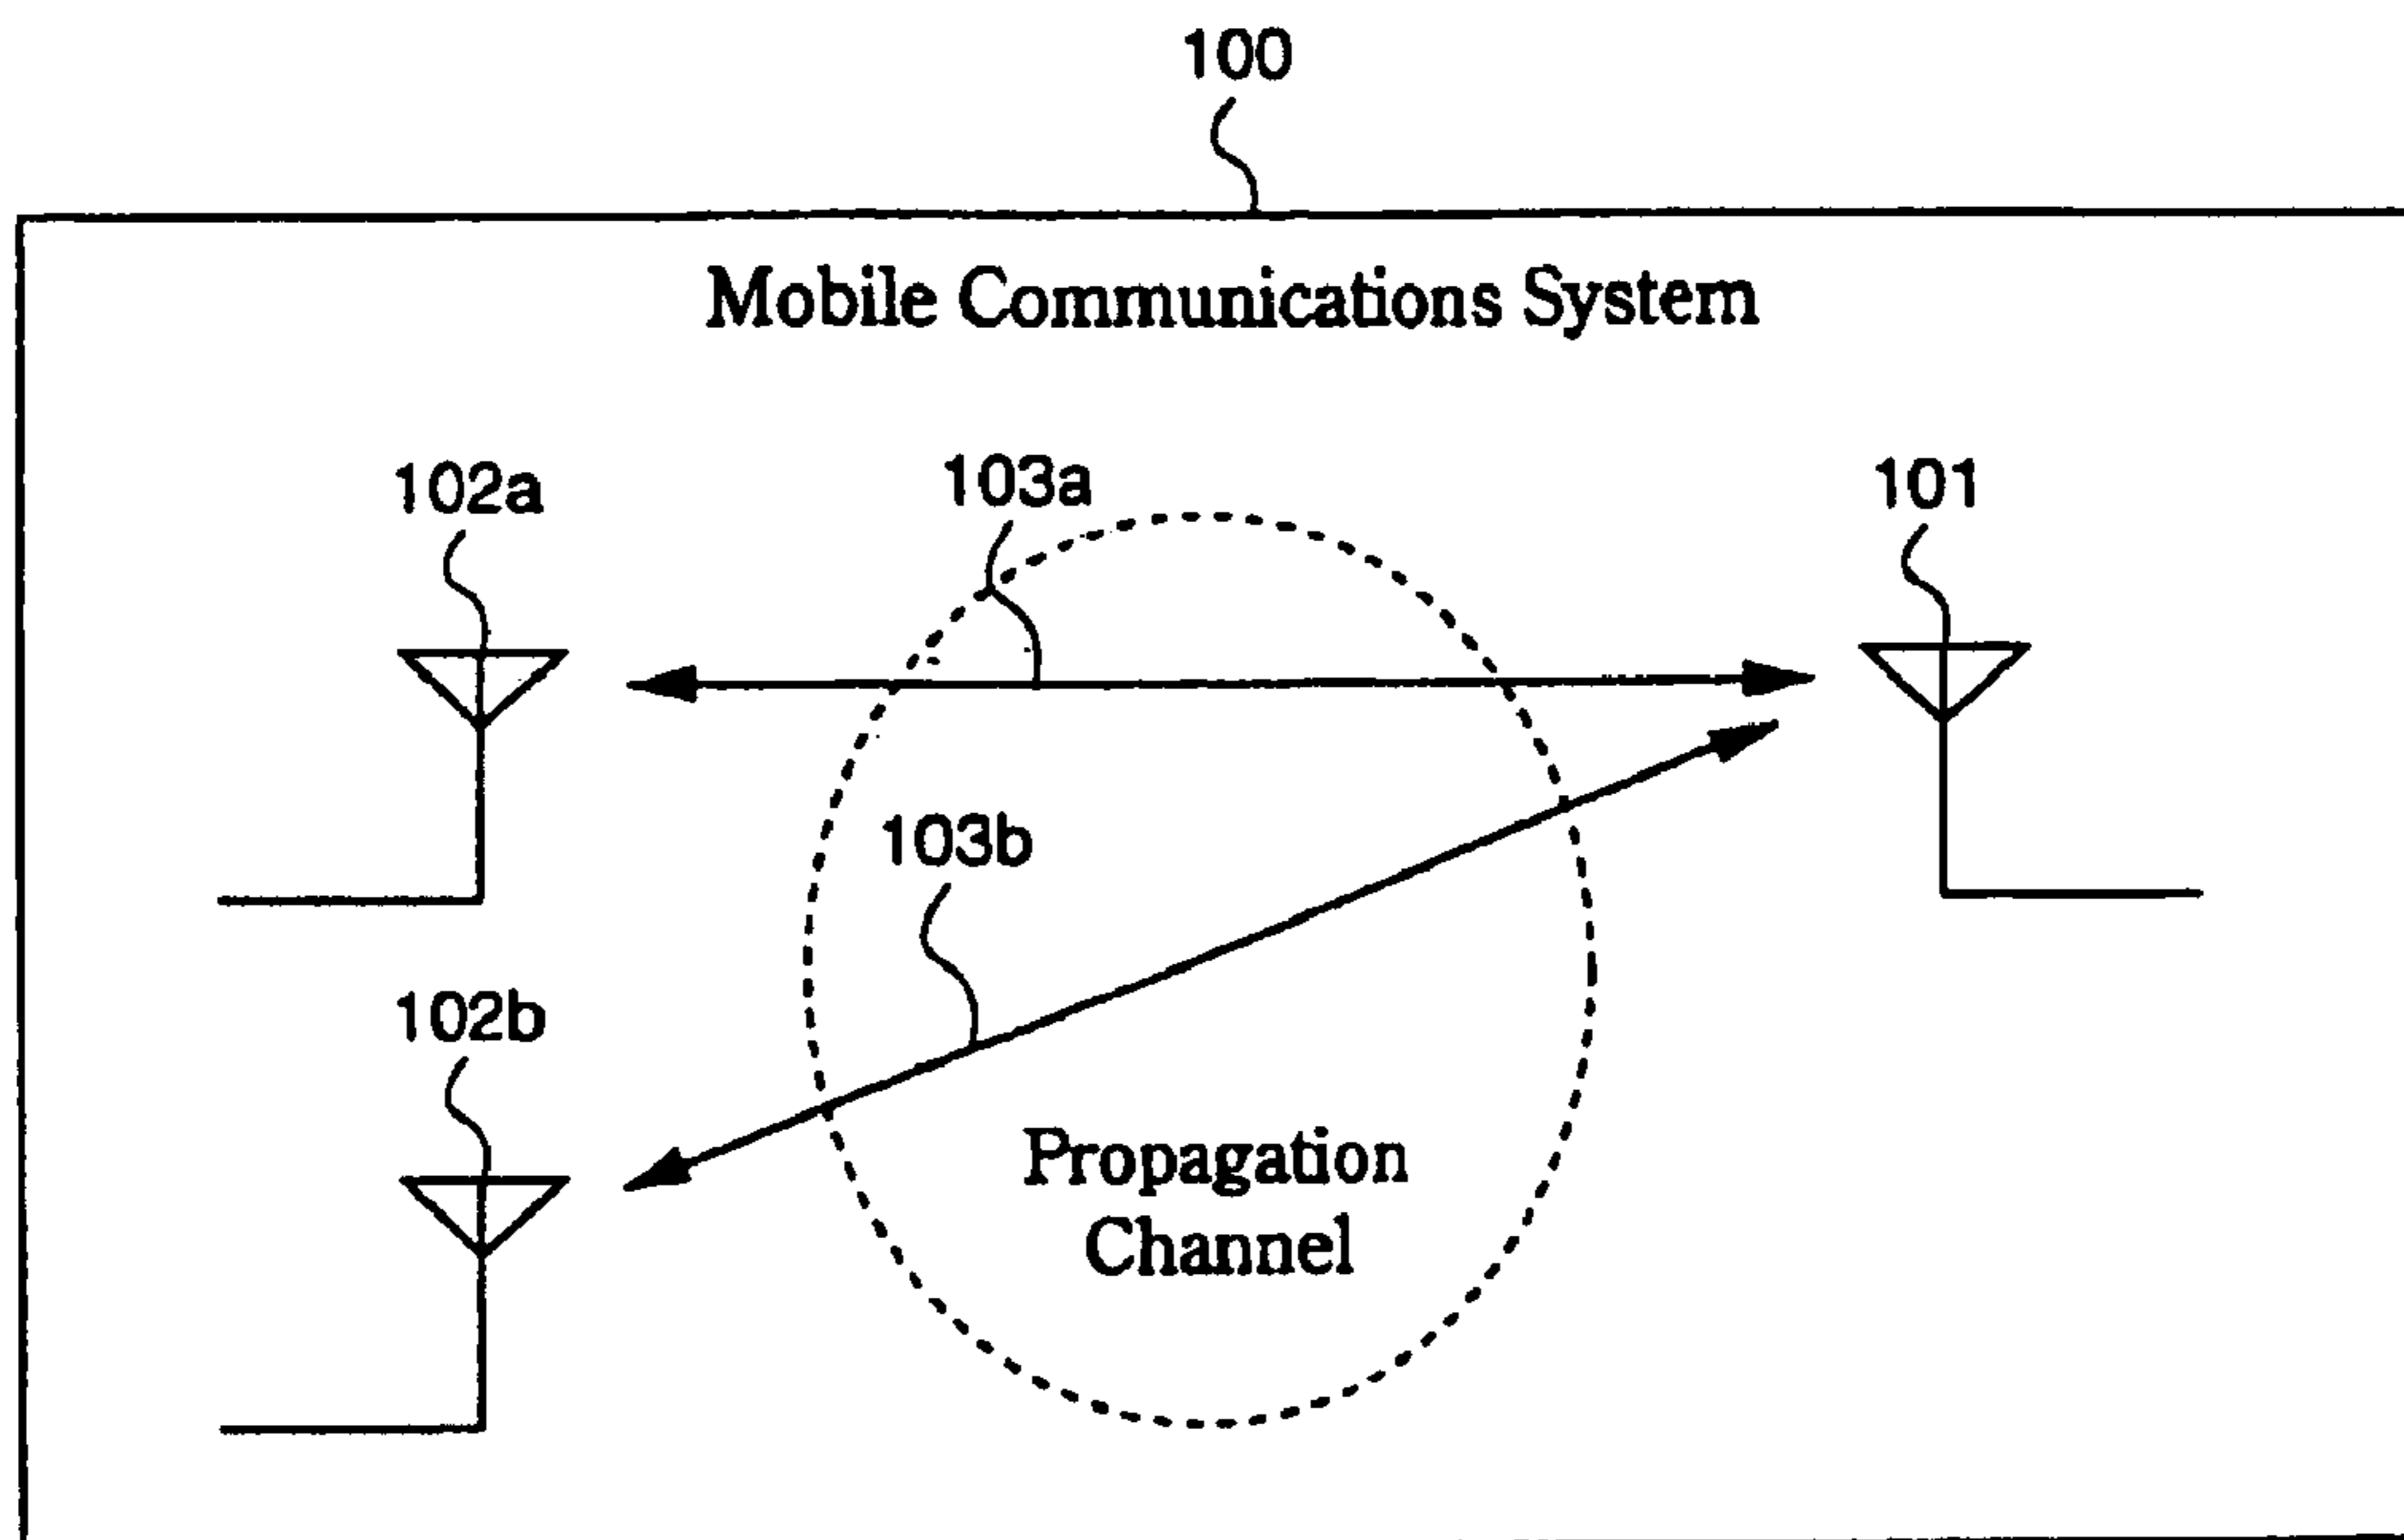 100
Mobile Communications System
102a
103a
101
103b
102b
Propagation
Channel